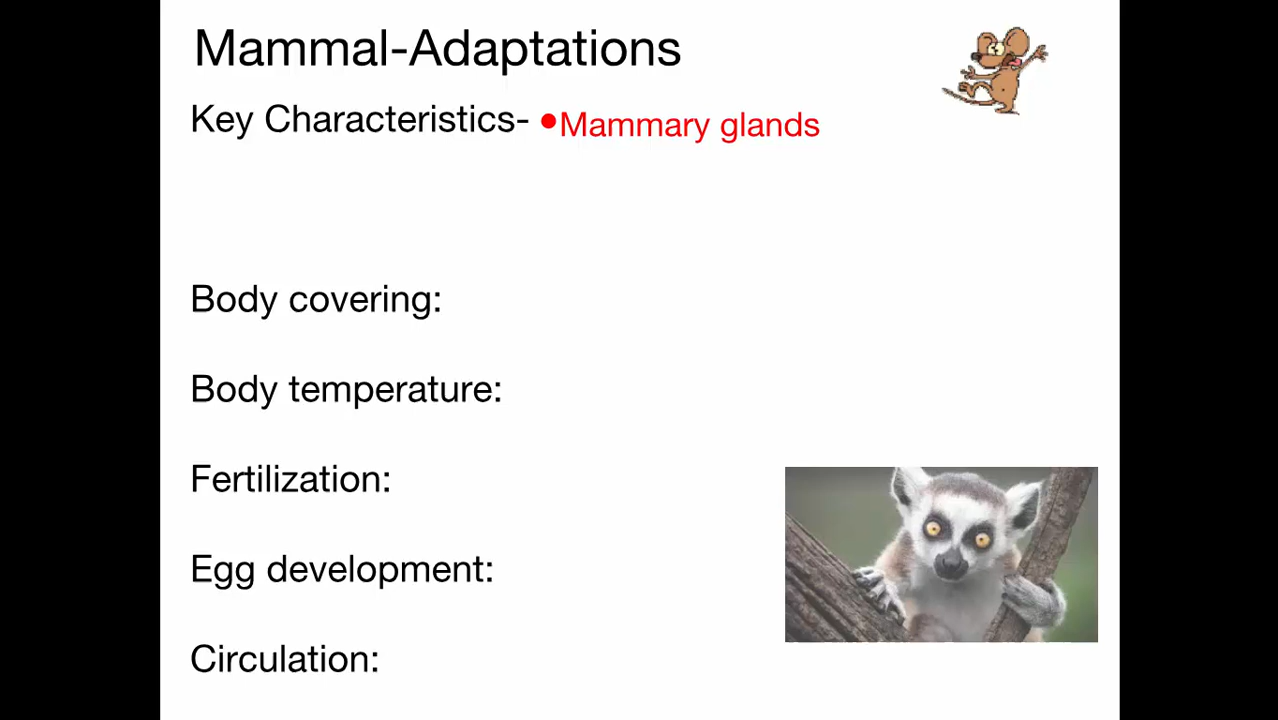 Mammal-Adaptations
Key Characteristics- •Mammary glands
Body covering:
Body temperature:
Fertilization:
Egg development:
Circulation: